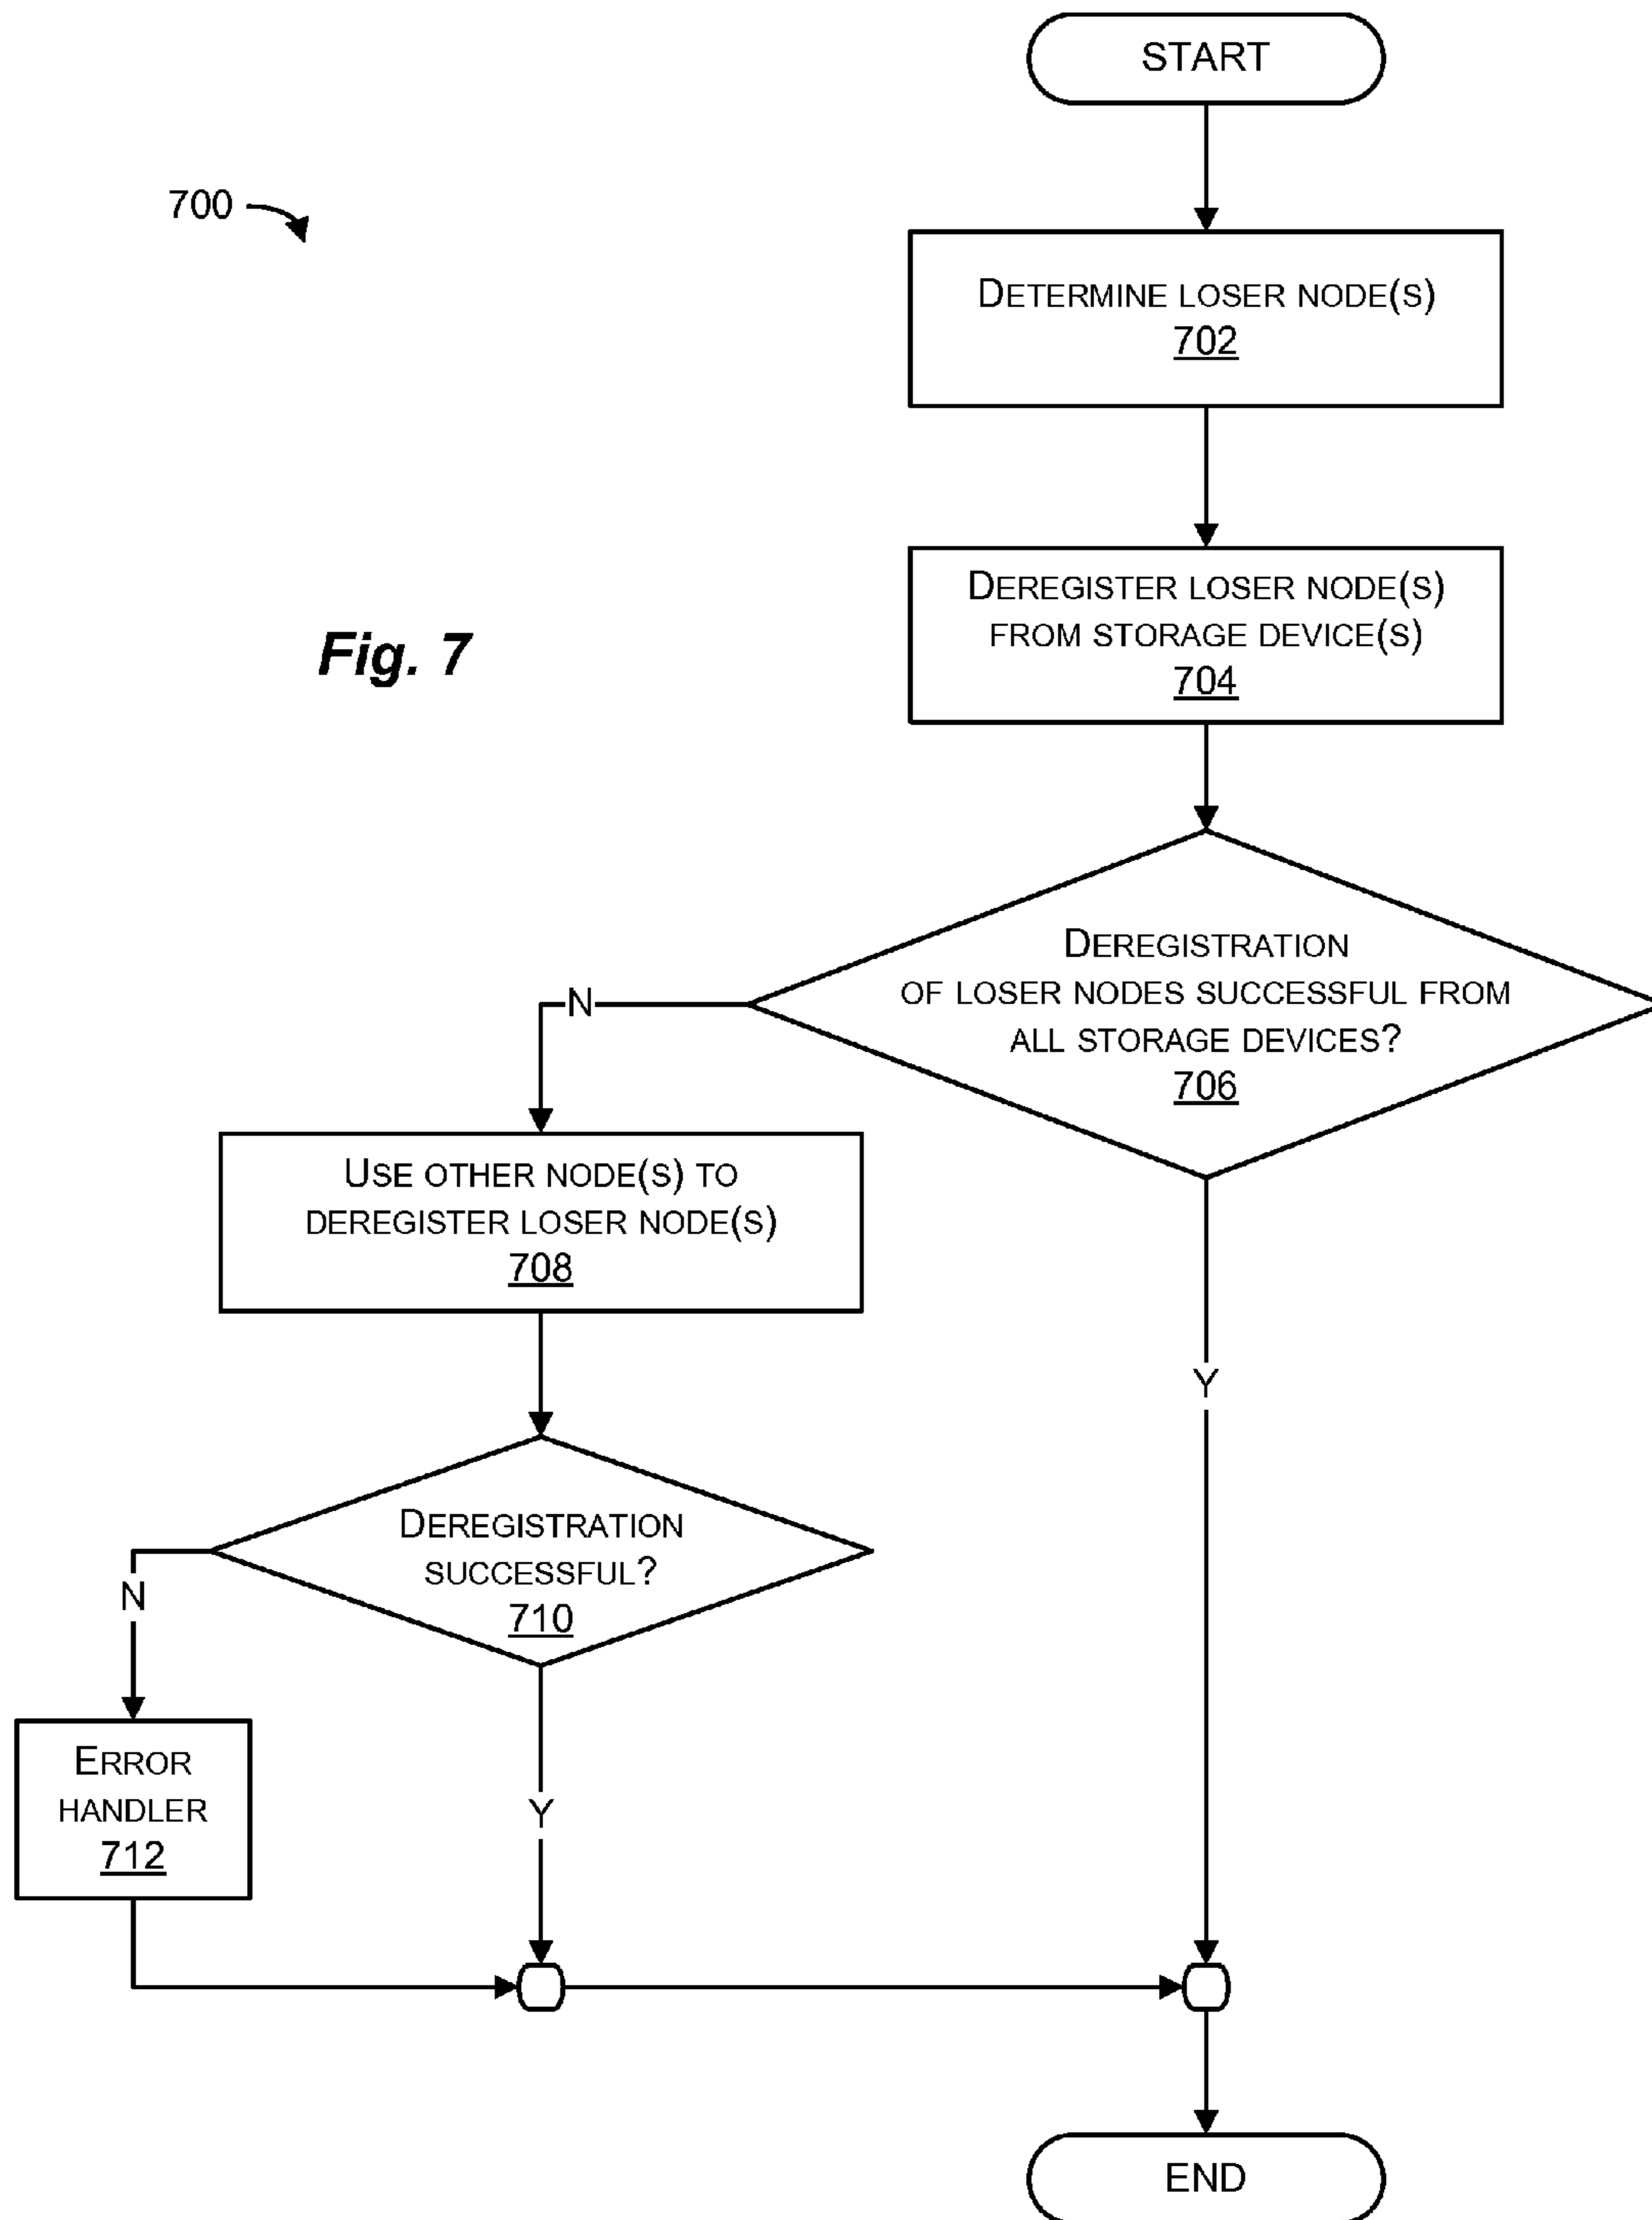 START
700
DETERMINE LOSER NODE(S)
702
Fig. 7
DEREGISTER LOSER NODE(S)
FROM STORAGE DEVICE(S)
704
DEREGISTRATION
OF LOSER NODES SUCCESSFUL FROM
ALL STORAGE DEVICES?
706
N
USE OTHER NODE(S) TO
DEREGISTER LOSER NODE(S)
708
Y
DEREGISTRATION
SUCCESSFUL?
710
N
ERROR
HANDLER
712
Y
END